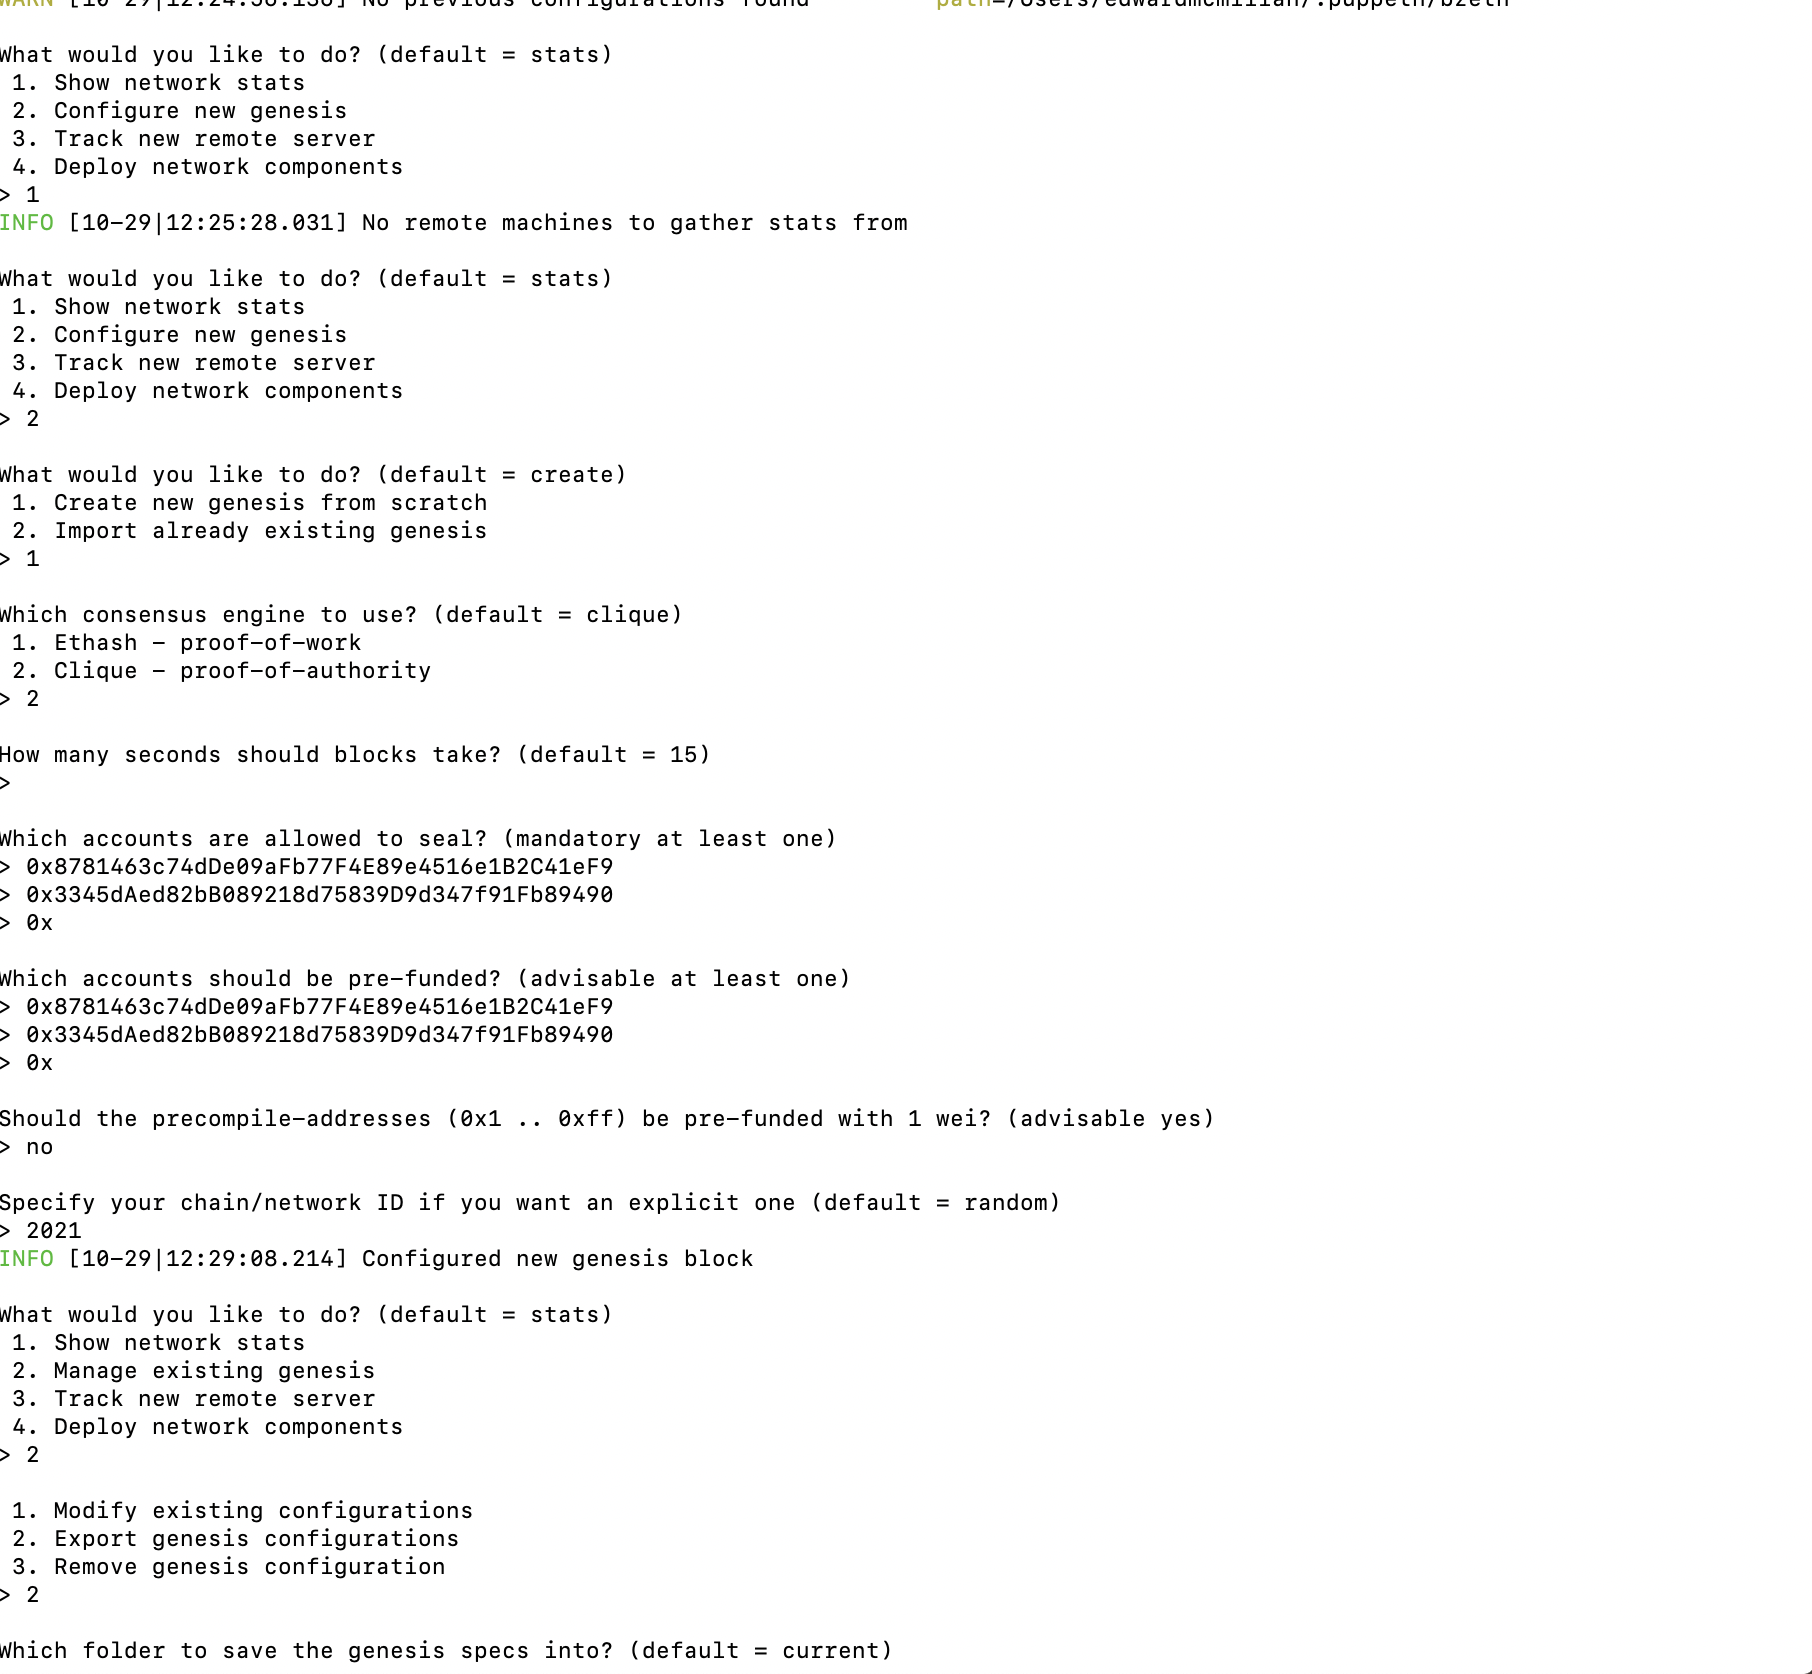 WARN [10-29|12:24:58.136] No previous configurations found path=/Users/edwardmcmillan/.puppeth/bzeth
What would you like to do? (default = stats)
1. Show network stats
2. Configure new genesis
3. Track new remote server
4. Deploy network components
> 1
INFO [10-29|12:25:28.031] No remote machines to gather stats from
What would you like to do? (default = stats)
1. Show network stats
2. Configure new genesis
3. Track new remote server
4. Deploy network components
> 2
What would you like to do? (default = create)
1. Create new genesis from scratch
2. Import already existing genesis
> 1
Which consensus engine to use? (default = clique)
1. Ethash - proof-of-work
2. Clique - proof-of-authority
> 2
How many seconds should blocks take? (default = 15)
>
Which accounts are allowed to seal? (mandatory at least one)
> 0x8781463c74dDe09aFb77F4E89e4516e1B2C41eF9
> 0x3345dAed82bB089218d75839D9d347f91Fb89490
> 0x
Which accounts should be pre-funded? (advisable at least one)
> 0x8781463c74dDe09aFb77F4E89e4516e1B2C41eF9
> 0x3345dAed82bB089218d75839D9d347f91Fb89490
> 0x
Should the precompile-addresses (0x1 .. 0xff) be pre-funded with 1 wei? (advisable yes)
> no
Specify your chain/network ID if you want an explicit one (default = random)
> 2021
INFO [10-29|12:29:08.214] Configured new genesis block
What would you like to do? (default = stats)
1. Show network stats
2. Manage existing genesis
3. Track new remote server
4. Deploy network components
> 2
1. Modify existing configurations
2. Export genesis configurations
3. Remove genesis configuration
> 2
Which folder to save the genesis specs into? (default = current)